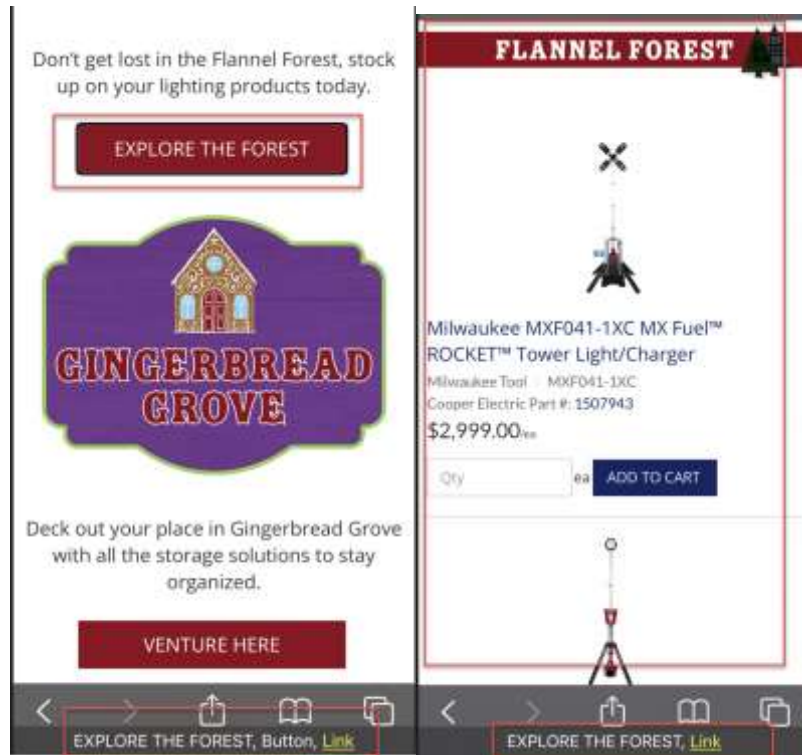 Don't get lost in the Flannel Forest, stock
up on your lighting products today.
EXPLORE THE FOREST
GINGERBREAD
GROVE
Deck out your place in Gingerbread Grove
with all the storage solutions to stay
organized.
VENTURE HERE
EXPLORE THE FOREST, Button, Link
FLANNEL FOREST
Milwaukee MXF041-1XC MX Fuel™
ROCKET™ Tower Light/Charger
Milwaukee Tool MXF041-1XC
Cooper Electric Part #: 1507943
$2,999.00/ea
Qty ea ADD TO CART
EXPLORE THE FOREST, Link